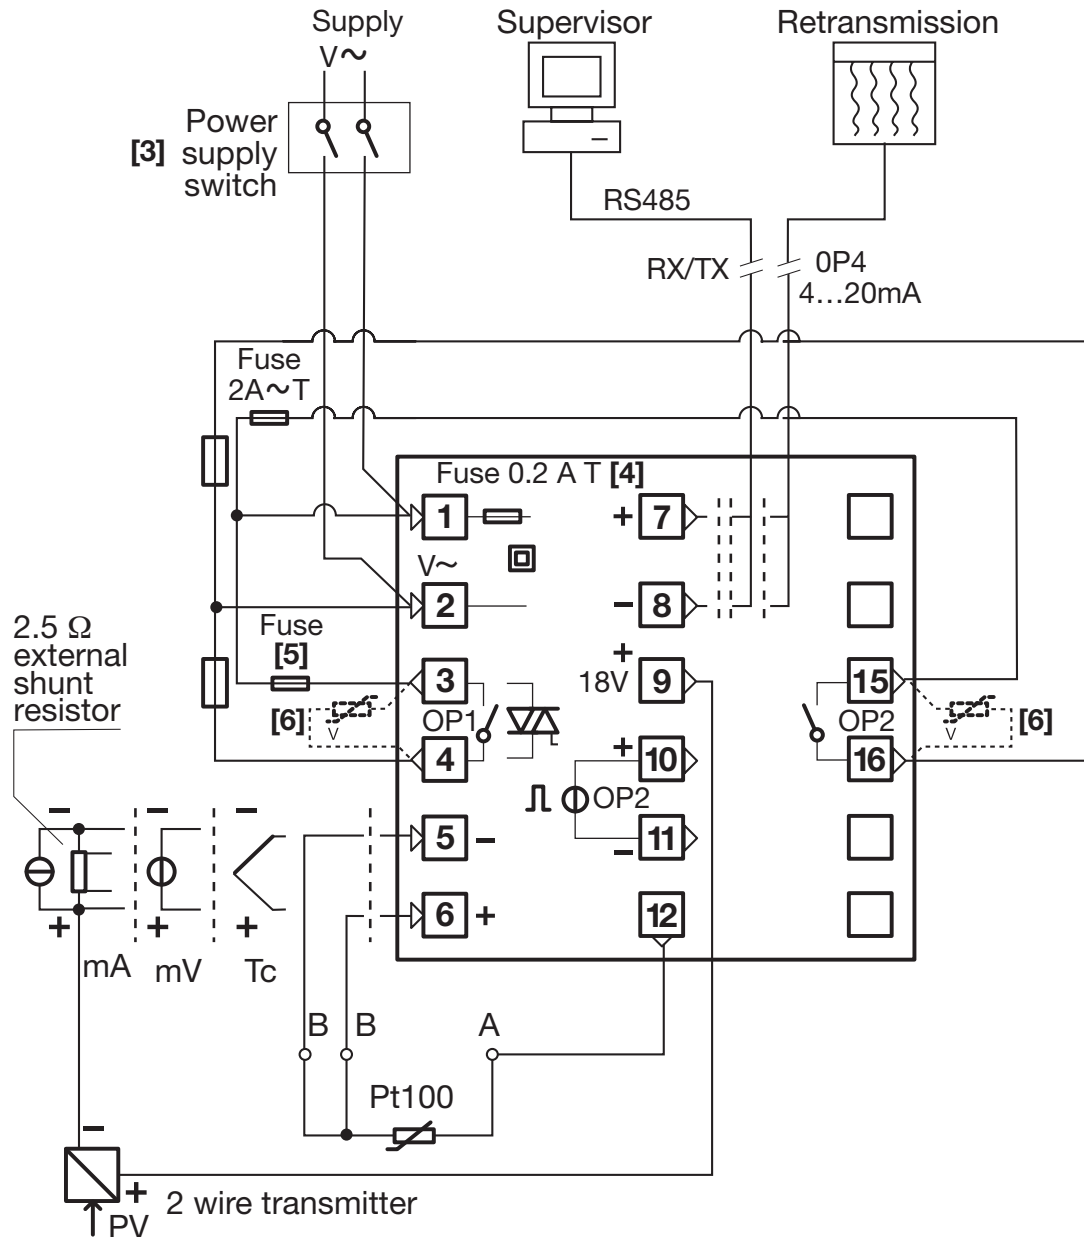 Supply
V~
Supervisor
Retransmission
[3]
Power
supply
switch
RS485
RX/TX
0P4
4...20mA
Fuse
2A~T
Fuse 0.2 A T [4]
1
+
7
V~
2
-
8
2.5 Ω
external
shunt
resistor
Fuse
[5]
3
+
18V
9
15
[6]
V
OP1
OP2
V
[6]
4
+
10
16
OP2
-
-
-
5
-
-
11
+
+
+
6
+
12
mA
mV
Tc
B
B
A
Pt100
-
+
2 wire transmitter
PV